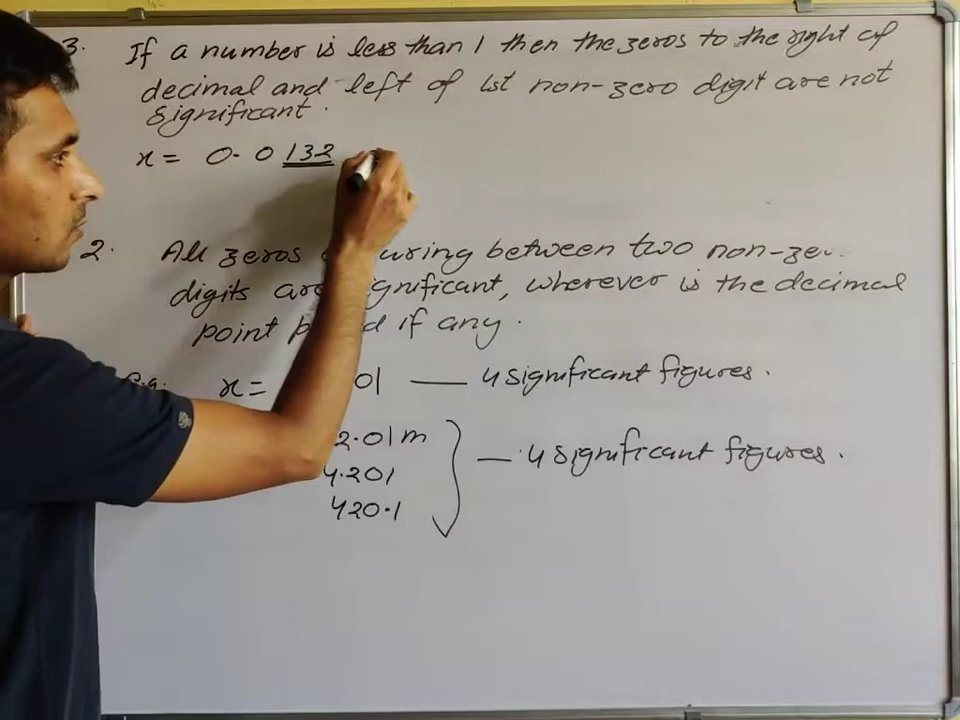 3. If a number is less than 1 then the zeros to the right of
decimal and left of 1st non-zero digit are not
significant.
x = 0.0132
2. All zeros between two
digits significant, wherever is the decimal
point if any.
e.g. x = 01 — 4 significant figures.
2.01m
4.201 — 4 significant figures.
420.1